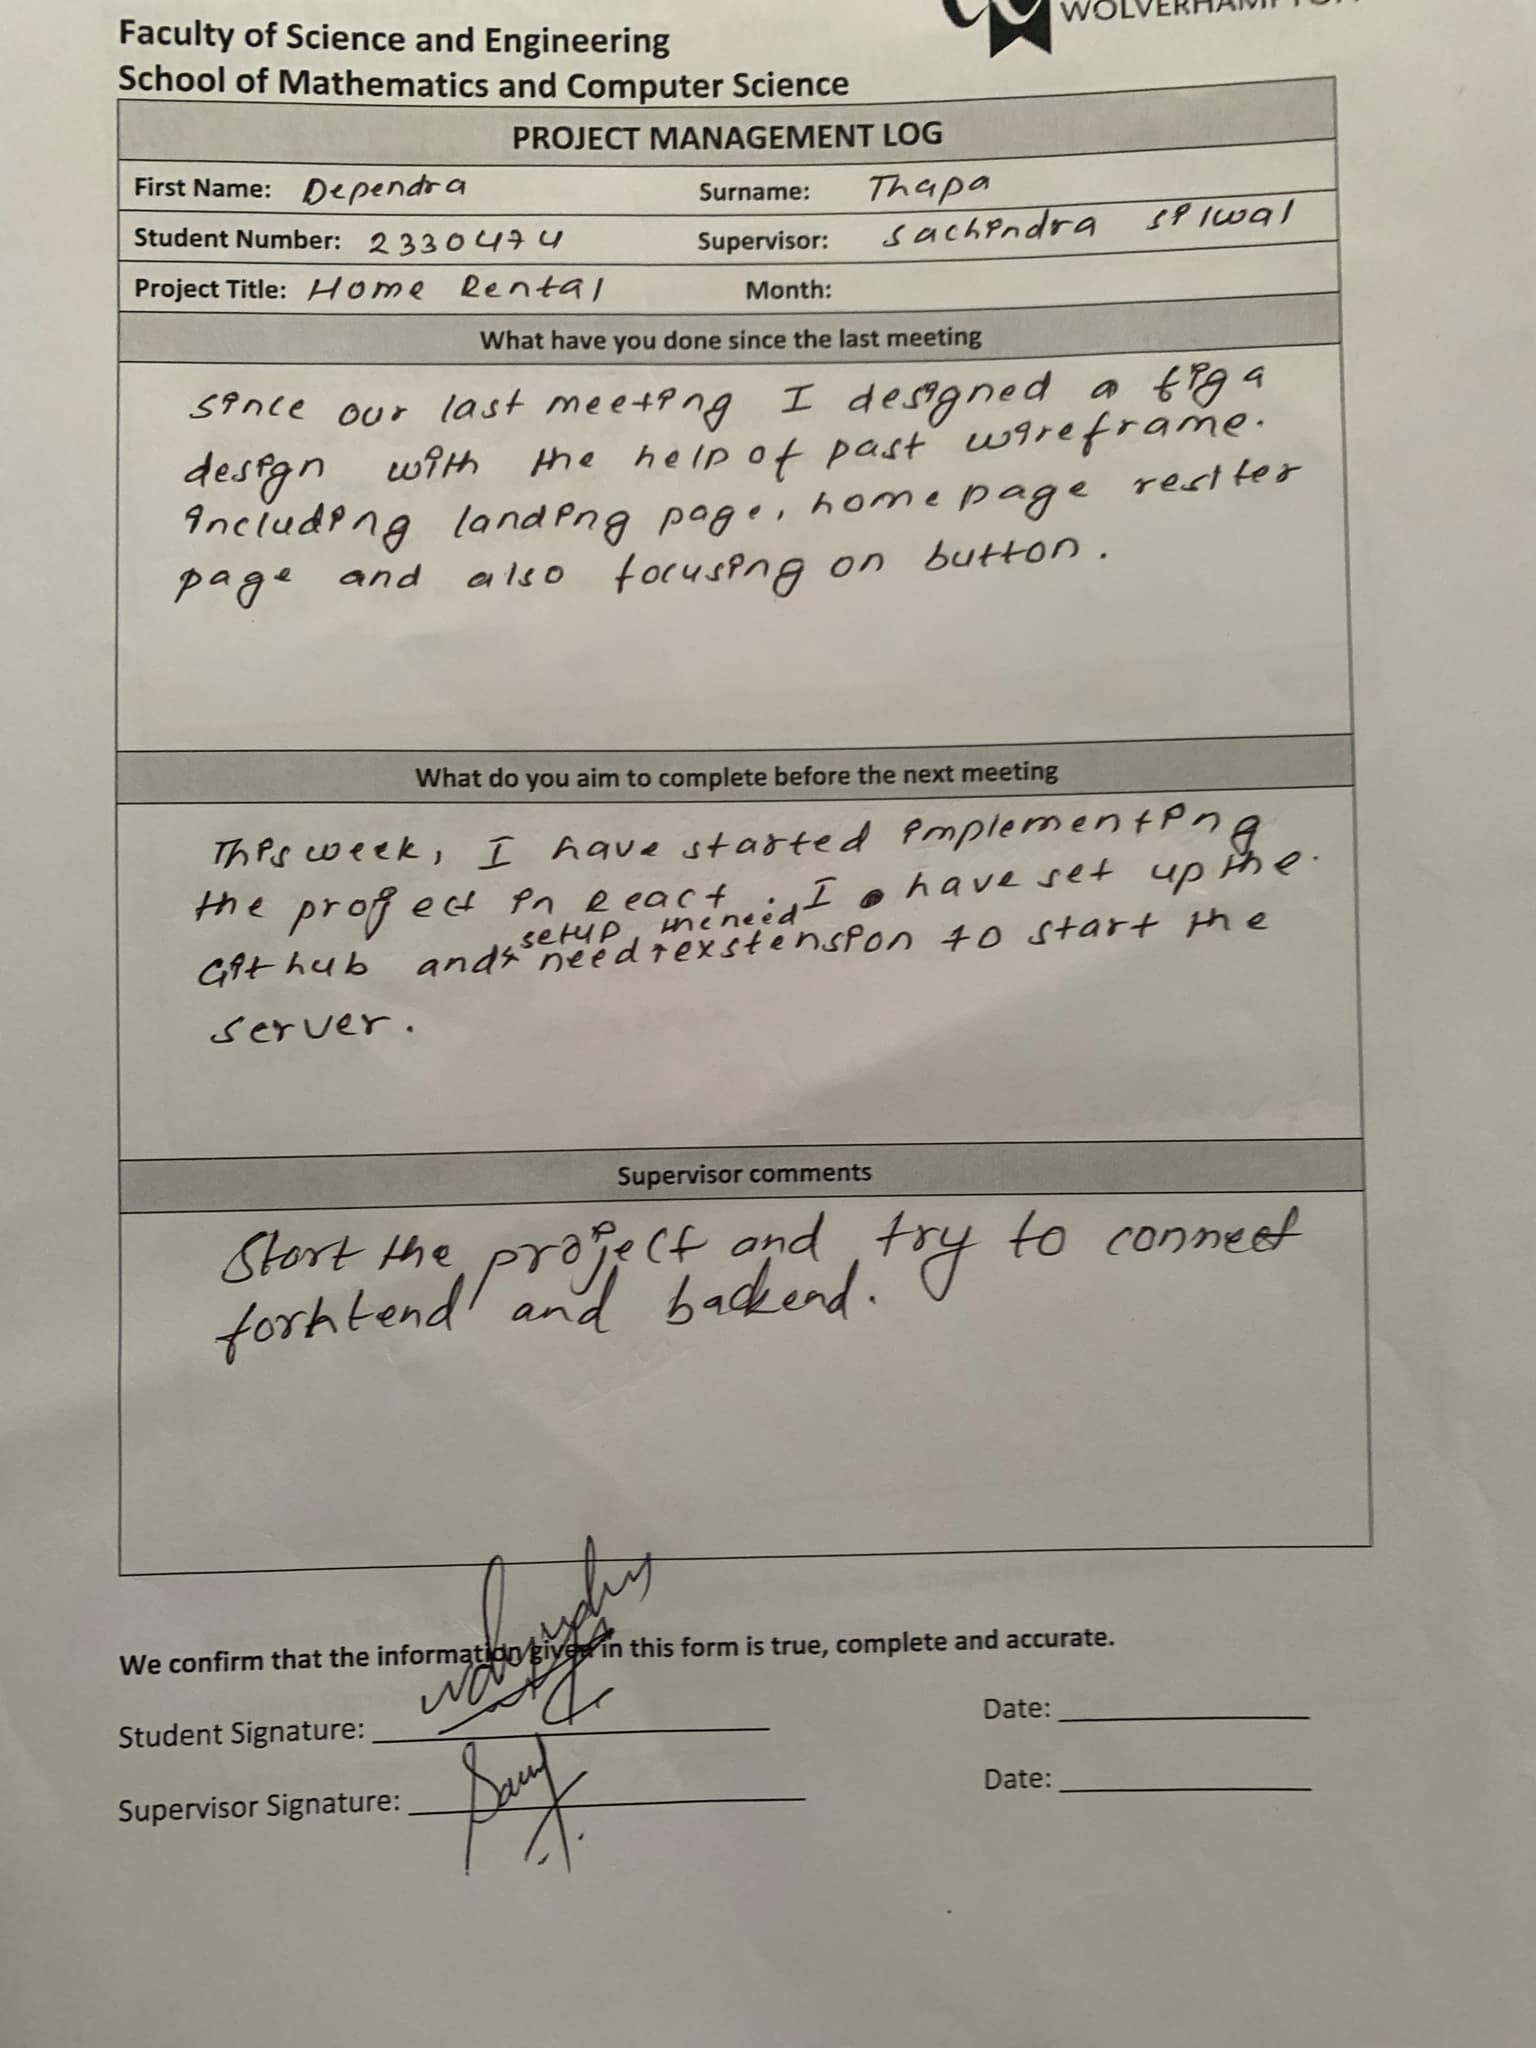 WOLVERHAMPTON
Faculty of Science and Engineering
School of Mathematics and Computer Science
PROJECT MANAGEMENT LOG
First Name: Dependra Surname: Thapa
Student Number: 2330474 Supervisor: Sachindra Silwal
Project Title: Home Rental Month:
What have you done since the last meeting
since our last meeting I designed a figa
design with the help of past wireframe.
including landing page, home page resiter
page and also focusing on button.
What do you aim to complete before the next meeting
This week, I have started implementing
the project in React. I have set up the
setup the need
Github and need extenstion to start the
server.
Supervisor comments
Start the project and try to connect
forntend and backend.
We confirm that the information given in this form is true, complete and accurate.
Student Signature: Date:
Supervisor Signature: Date: